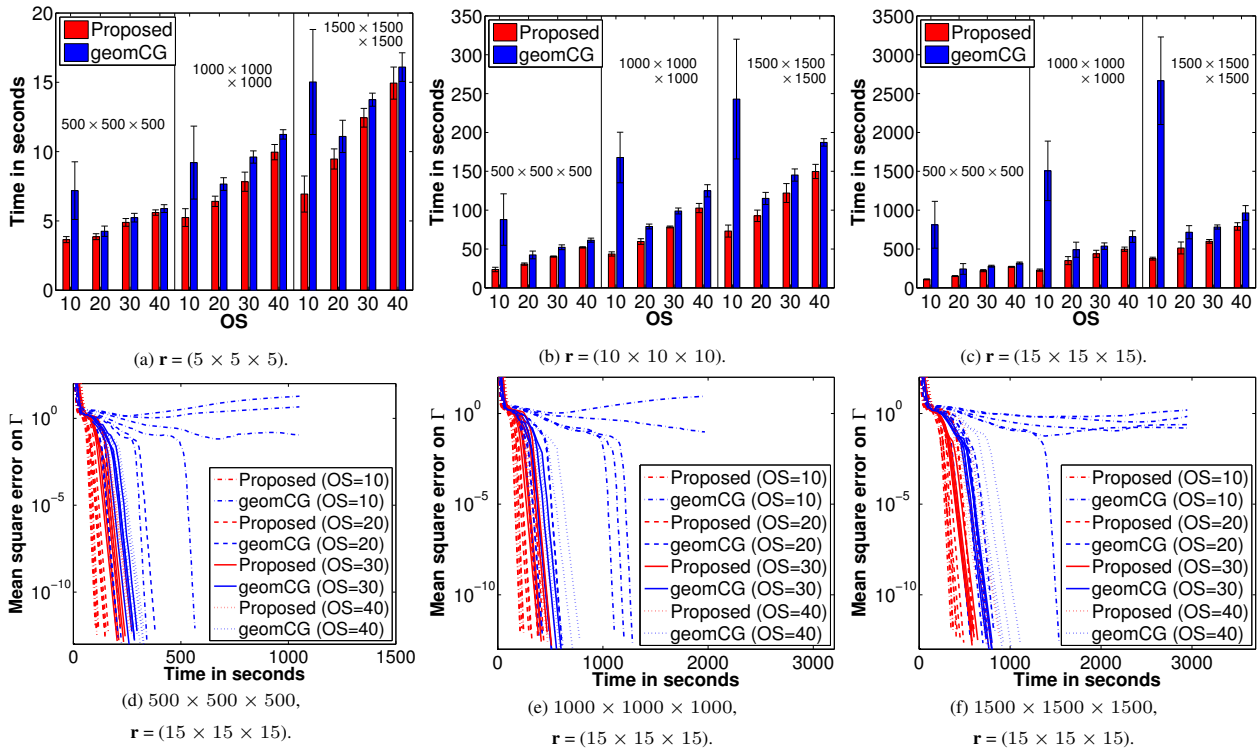 20
15
10
5
0
Time in seconds
Proposed
geomCG
500 × 500 × 500
1000 × 1000
× 1000
1500 × 1500
× 1500
10 20 30 40 10 20 30 40 10 20 30 40
OS
(a) r = (5 × 5 × 5).
350
300
250
200
150
100
50
0
Time in seconds
Proposed
geomCG
500 × 500 × 500
1000 × 1000
× 1000
1500 × 1500
× 1500
10 20 30 40 10 20 30 40 10 20 30 40
OS
(b) r = (10 × 10 × 10).
3500
3000
2500
2000
1500
1000
500
0
Time in seconds
Proposed
geomCG
500 × 500 × 500
1000 × 1000
× 1000
1500 × 1500
× 1500
10 20 30 40 10 20 30 40 10 20 30 40
OS
(c) r = (15 × 15 × 15).
Mean square error on Γ
10^0
10^-5
10^-10
Proposed (OS=10)
geomCG (OS=10)
Proposed (OS=20)
geomCG (OS=20)
Proposed (OS=30)
geomCG (OS=30)
Proposed (OS=40)
geomCG (OS=40)
0 500 1000 1500
Time in seconds
(d) 500 × 500 × 500,
r = (15 × 15 × 15).
Mean square error on Γ
10^0
10^-5
10^-10
Proposed (OS=10)
geomCG (OS=10)
Proposed (OS=20)
geomCG (OS=20)
Proposed (OS=30)
geomCG (OS=30)
Proposed (OS=40)
geomCG (OS=40)
0 1000 2000 3000
Time in seconds
(e) 1000 × 1000 × 1000,
r = (15 × 15 × 15).
Mean square error on Γ
10^0
10^-5
10^-10
Proposed (OS=10)
geomCG (OS=10)
Proposed (OS=20)
geomCG (OS=20)
Proposed (OS=30)
geomCG (OS=30)
Proposed (OS=40)
geomCG (OS=40)
0 1000 2000 3000
Time in seconds
(f) 1500 × 1500 × 1500,
r = (15 × 15 × 15).